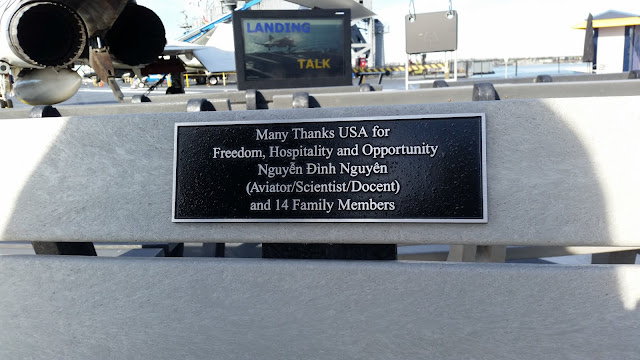 LANDING
TALK
Many Thanks USA for
Freedom, Hospitality and Opportunity
Nguyễn Đình Nguyên
(Aviator/Scientist/Docent)
and 14 Family Members